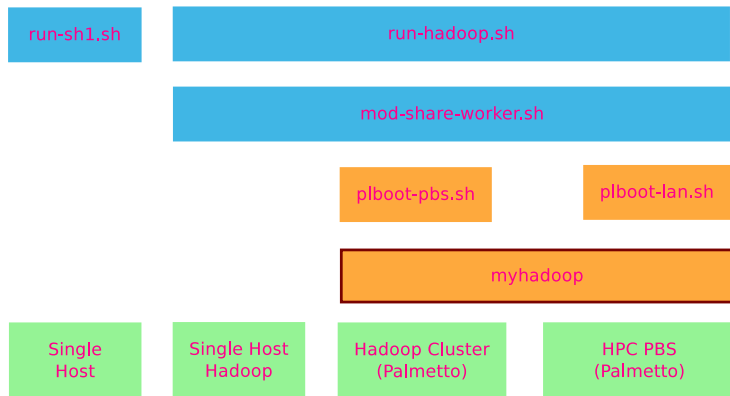 run-sh1.sh
run-hadoop.sh
mod-share-worker.sh
plboot-pbs.sh
plboot-lan.sh
myhadoop
Single
Host
Single Host
Hadoop
Hadoop Cluster
(Palmetto)
HPC PBS
(Palmetto)